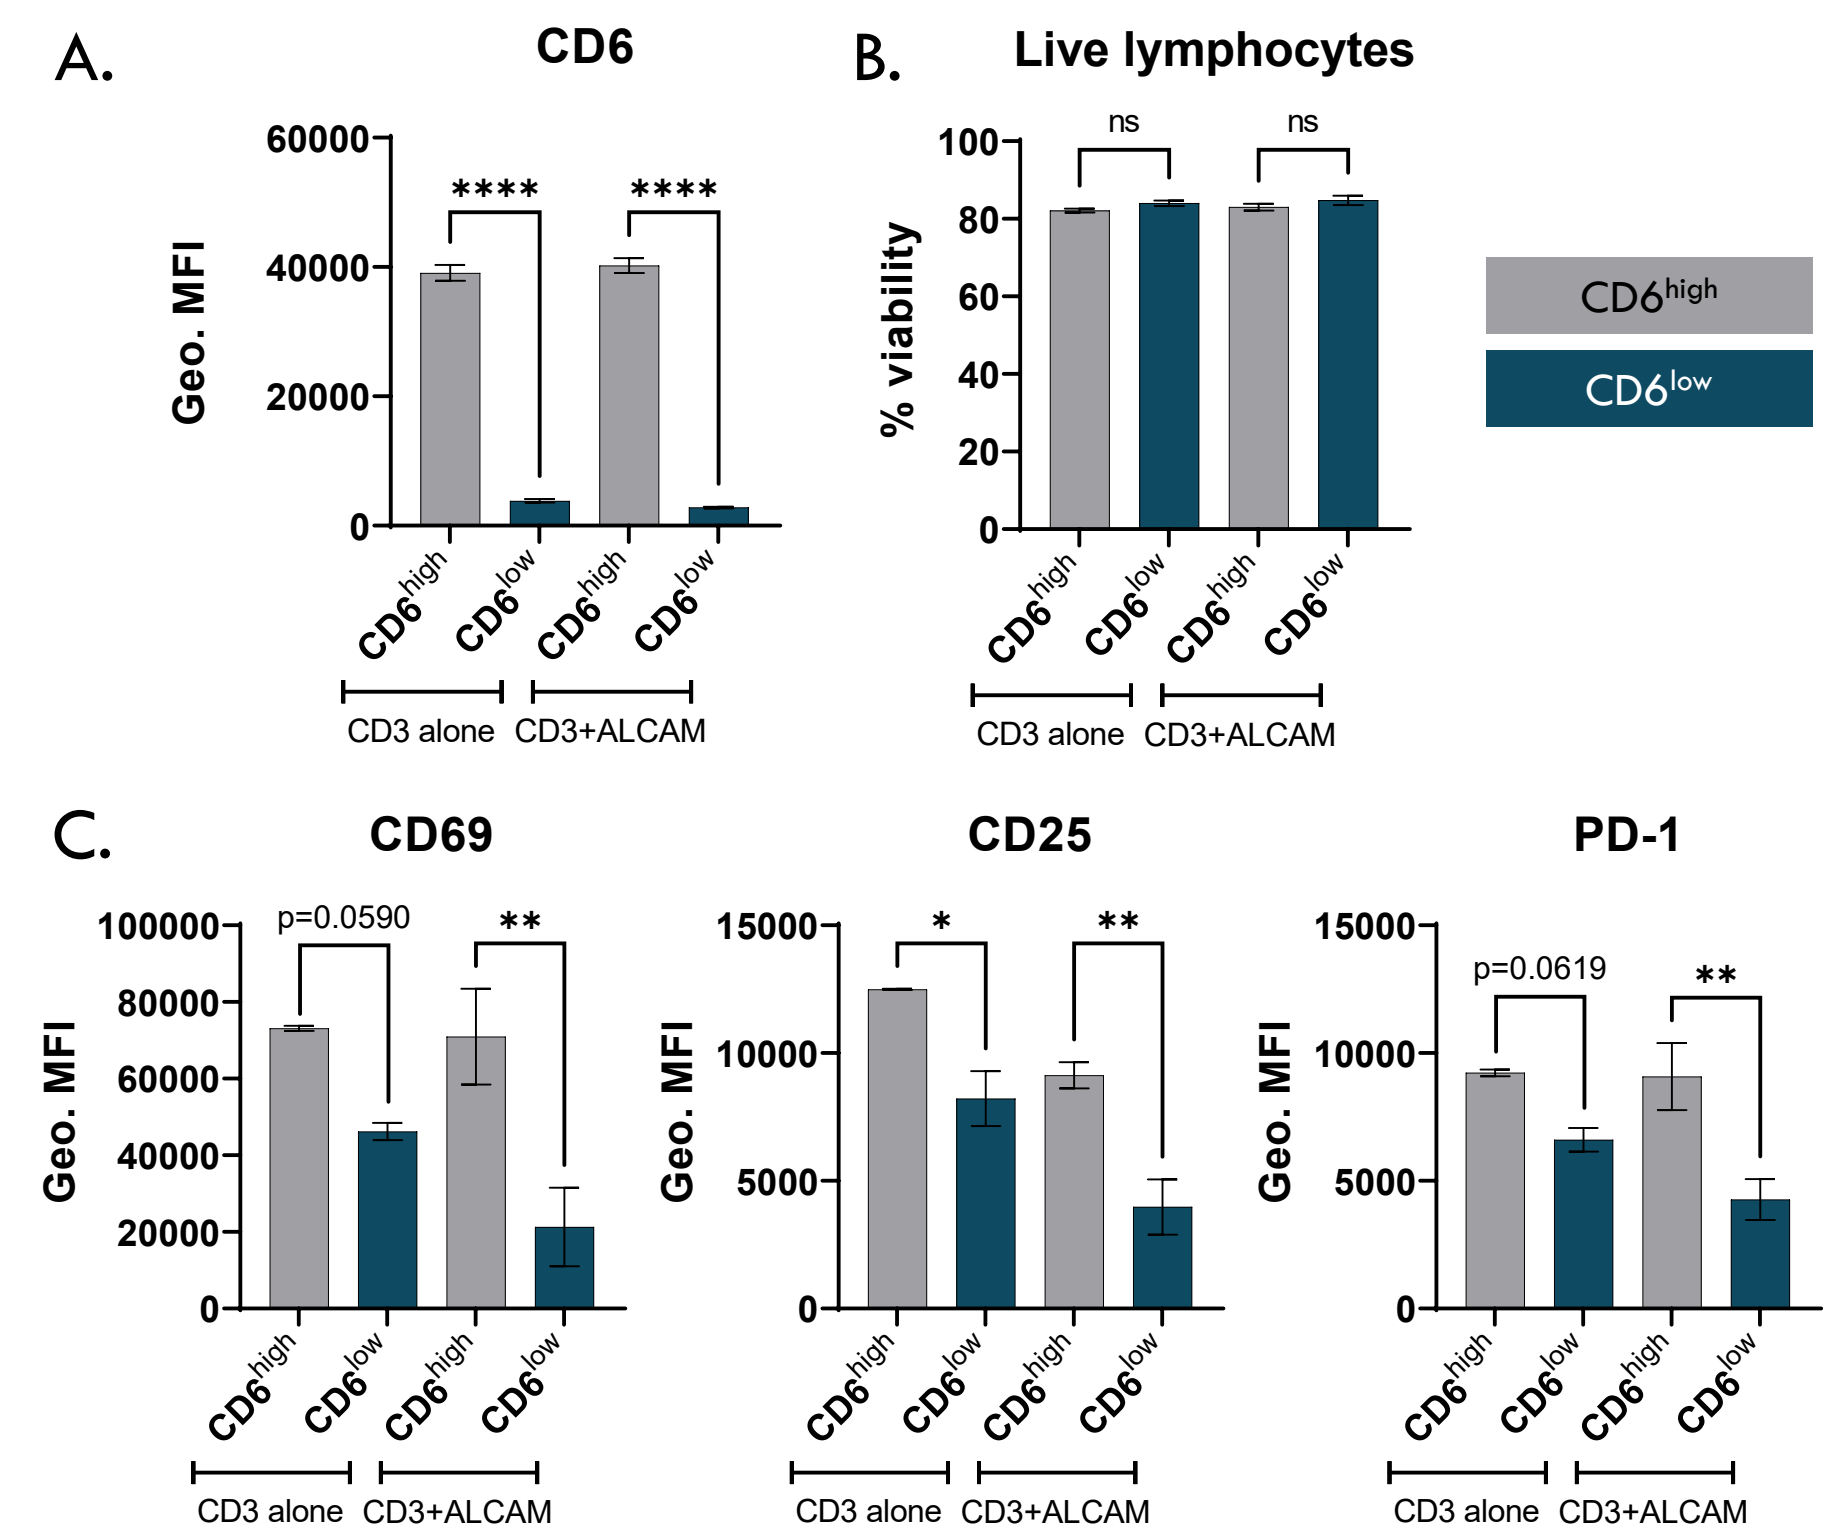 A.
CD6
Geo. MFI
60000
40000
20000
0
****
****
CD6high
CD6low
CD6high
CD6low
CD3 alone
CD3+ALCAM
B.
Live lymphocytes
% viability
100
80
60
40
20
0
ns
ns
CD6high
CD6low
CD6high
CD6low
CD3 alone
CD3+ALCAM
CD6high
CD6low
C.
CD69
Geo. MFI
100000
80000
60000
40000
20000
0
p=0.0590
**
CD6high
CD6low
CD6high
CD6low
CD3 alone
CD3+ALCAM
CD25
Geo. MFI
15000
10000
5000
0
*
**
CD6high
CD6low
CD6high
CD6low
CD3 alone
CD3+ALCAM
PD-1
Geo. MFI
15000
10000
5000
0
p=0.0619
**
CD6high
CD6low
CD6high
CD6low
CD3 alone
CD3+ALCAM